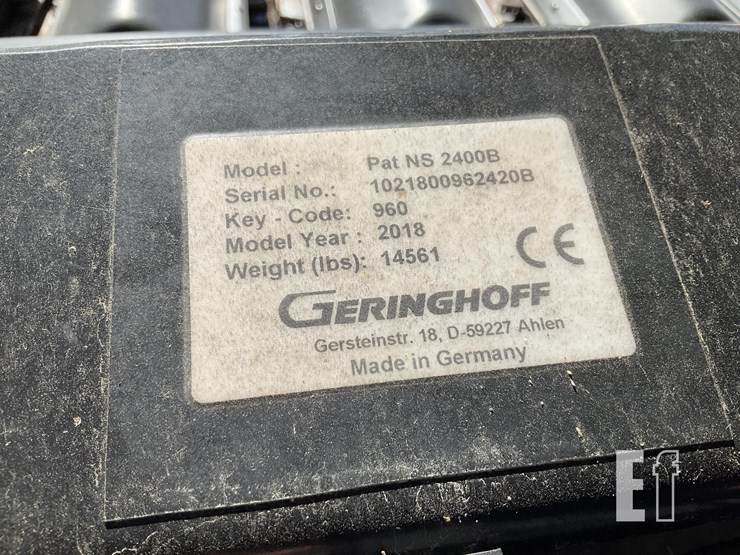 Model : Pat NS 2400B
Serial No.: 1021800962420B
Key - Code: 960
Model Year : 2018
Weight (lbs): 14561
CE
GERINGHOFF
Gersteinstr. 18, D-59227 Ahlen
Made in Germany
Ef